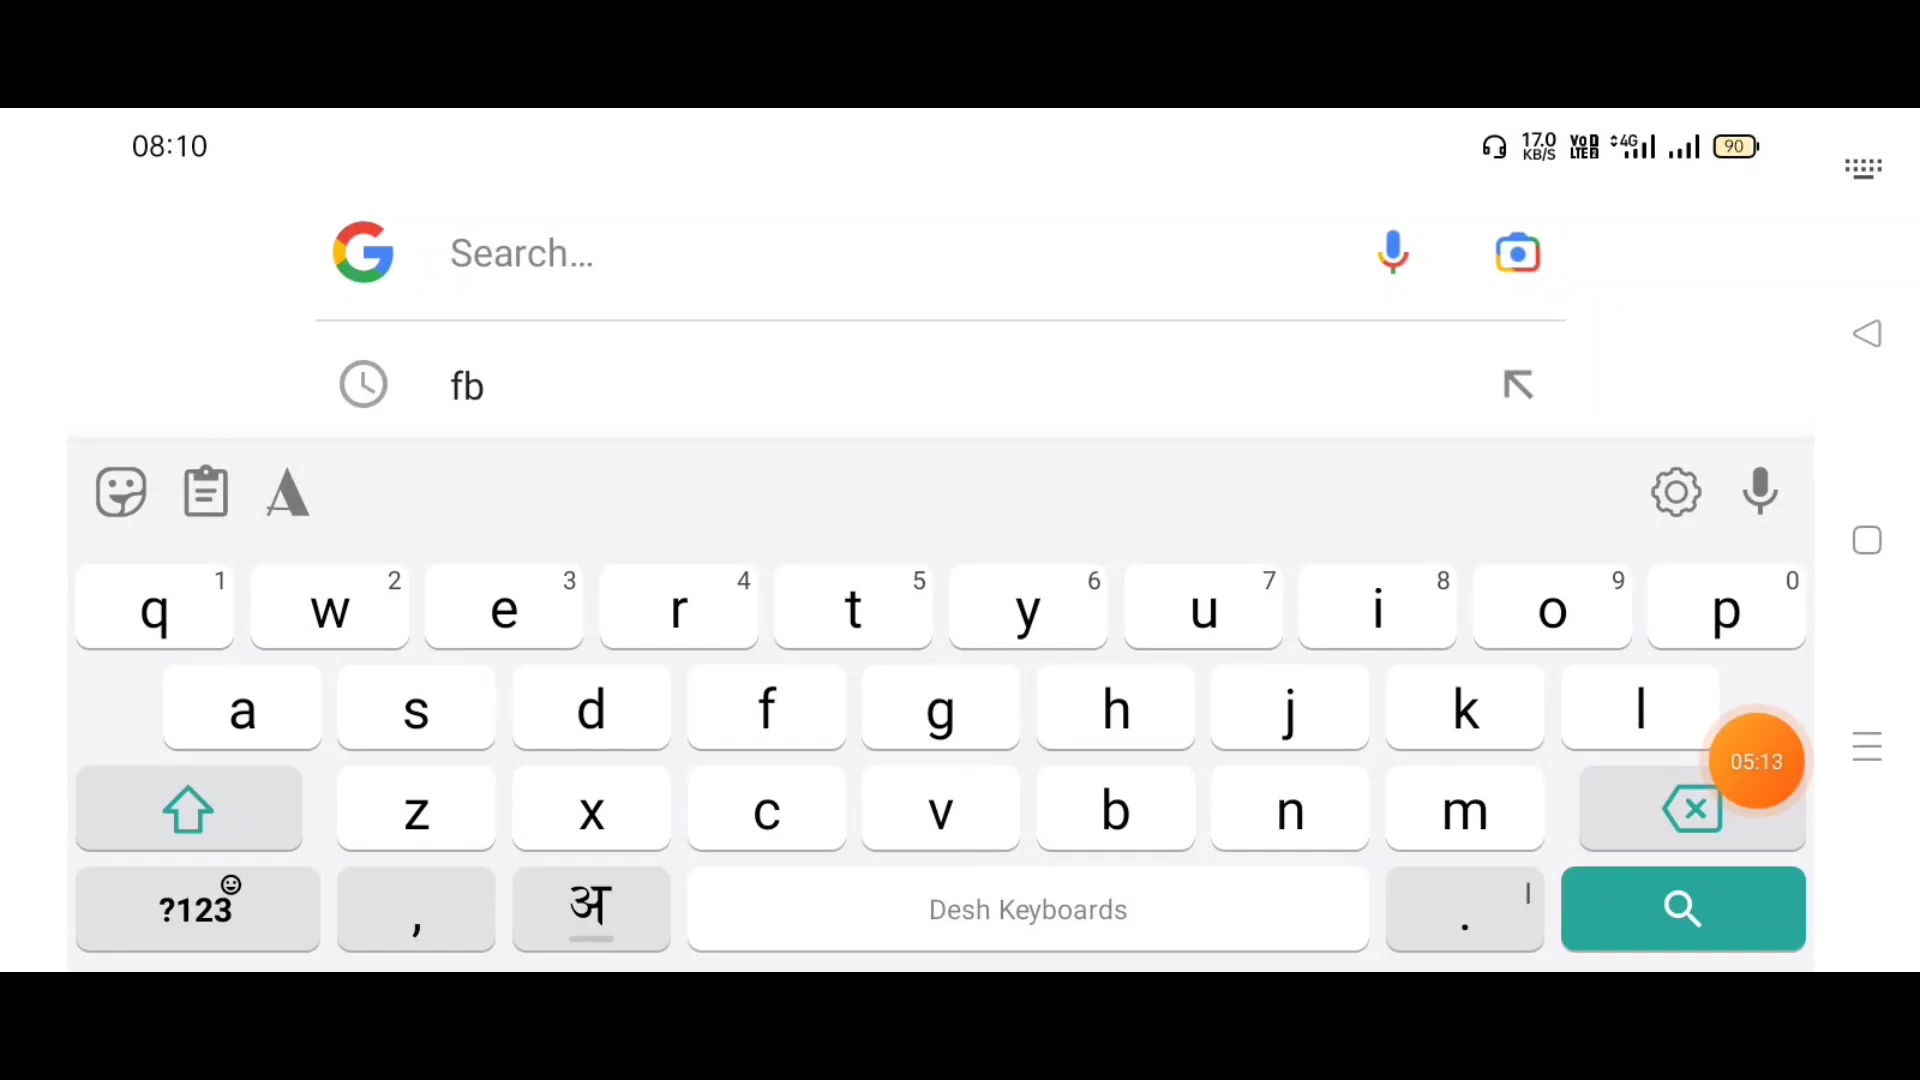 08:10 17.0 KB/S VoD LTE2 4G 90
Search...
fb
q 1 w 2 e 3 r 4 t 5 y 6 u 7 i 8 o 9 p 0
a s d f g h j k l
05:13
z x c v b n m
?123 , अ Desh Keyboards . |